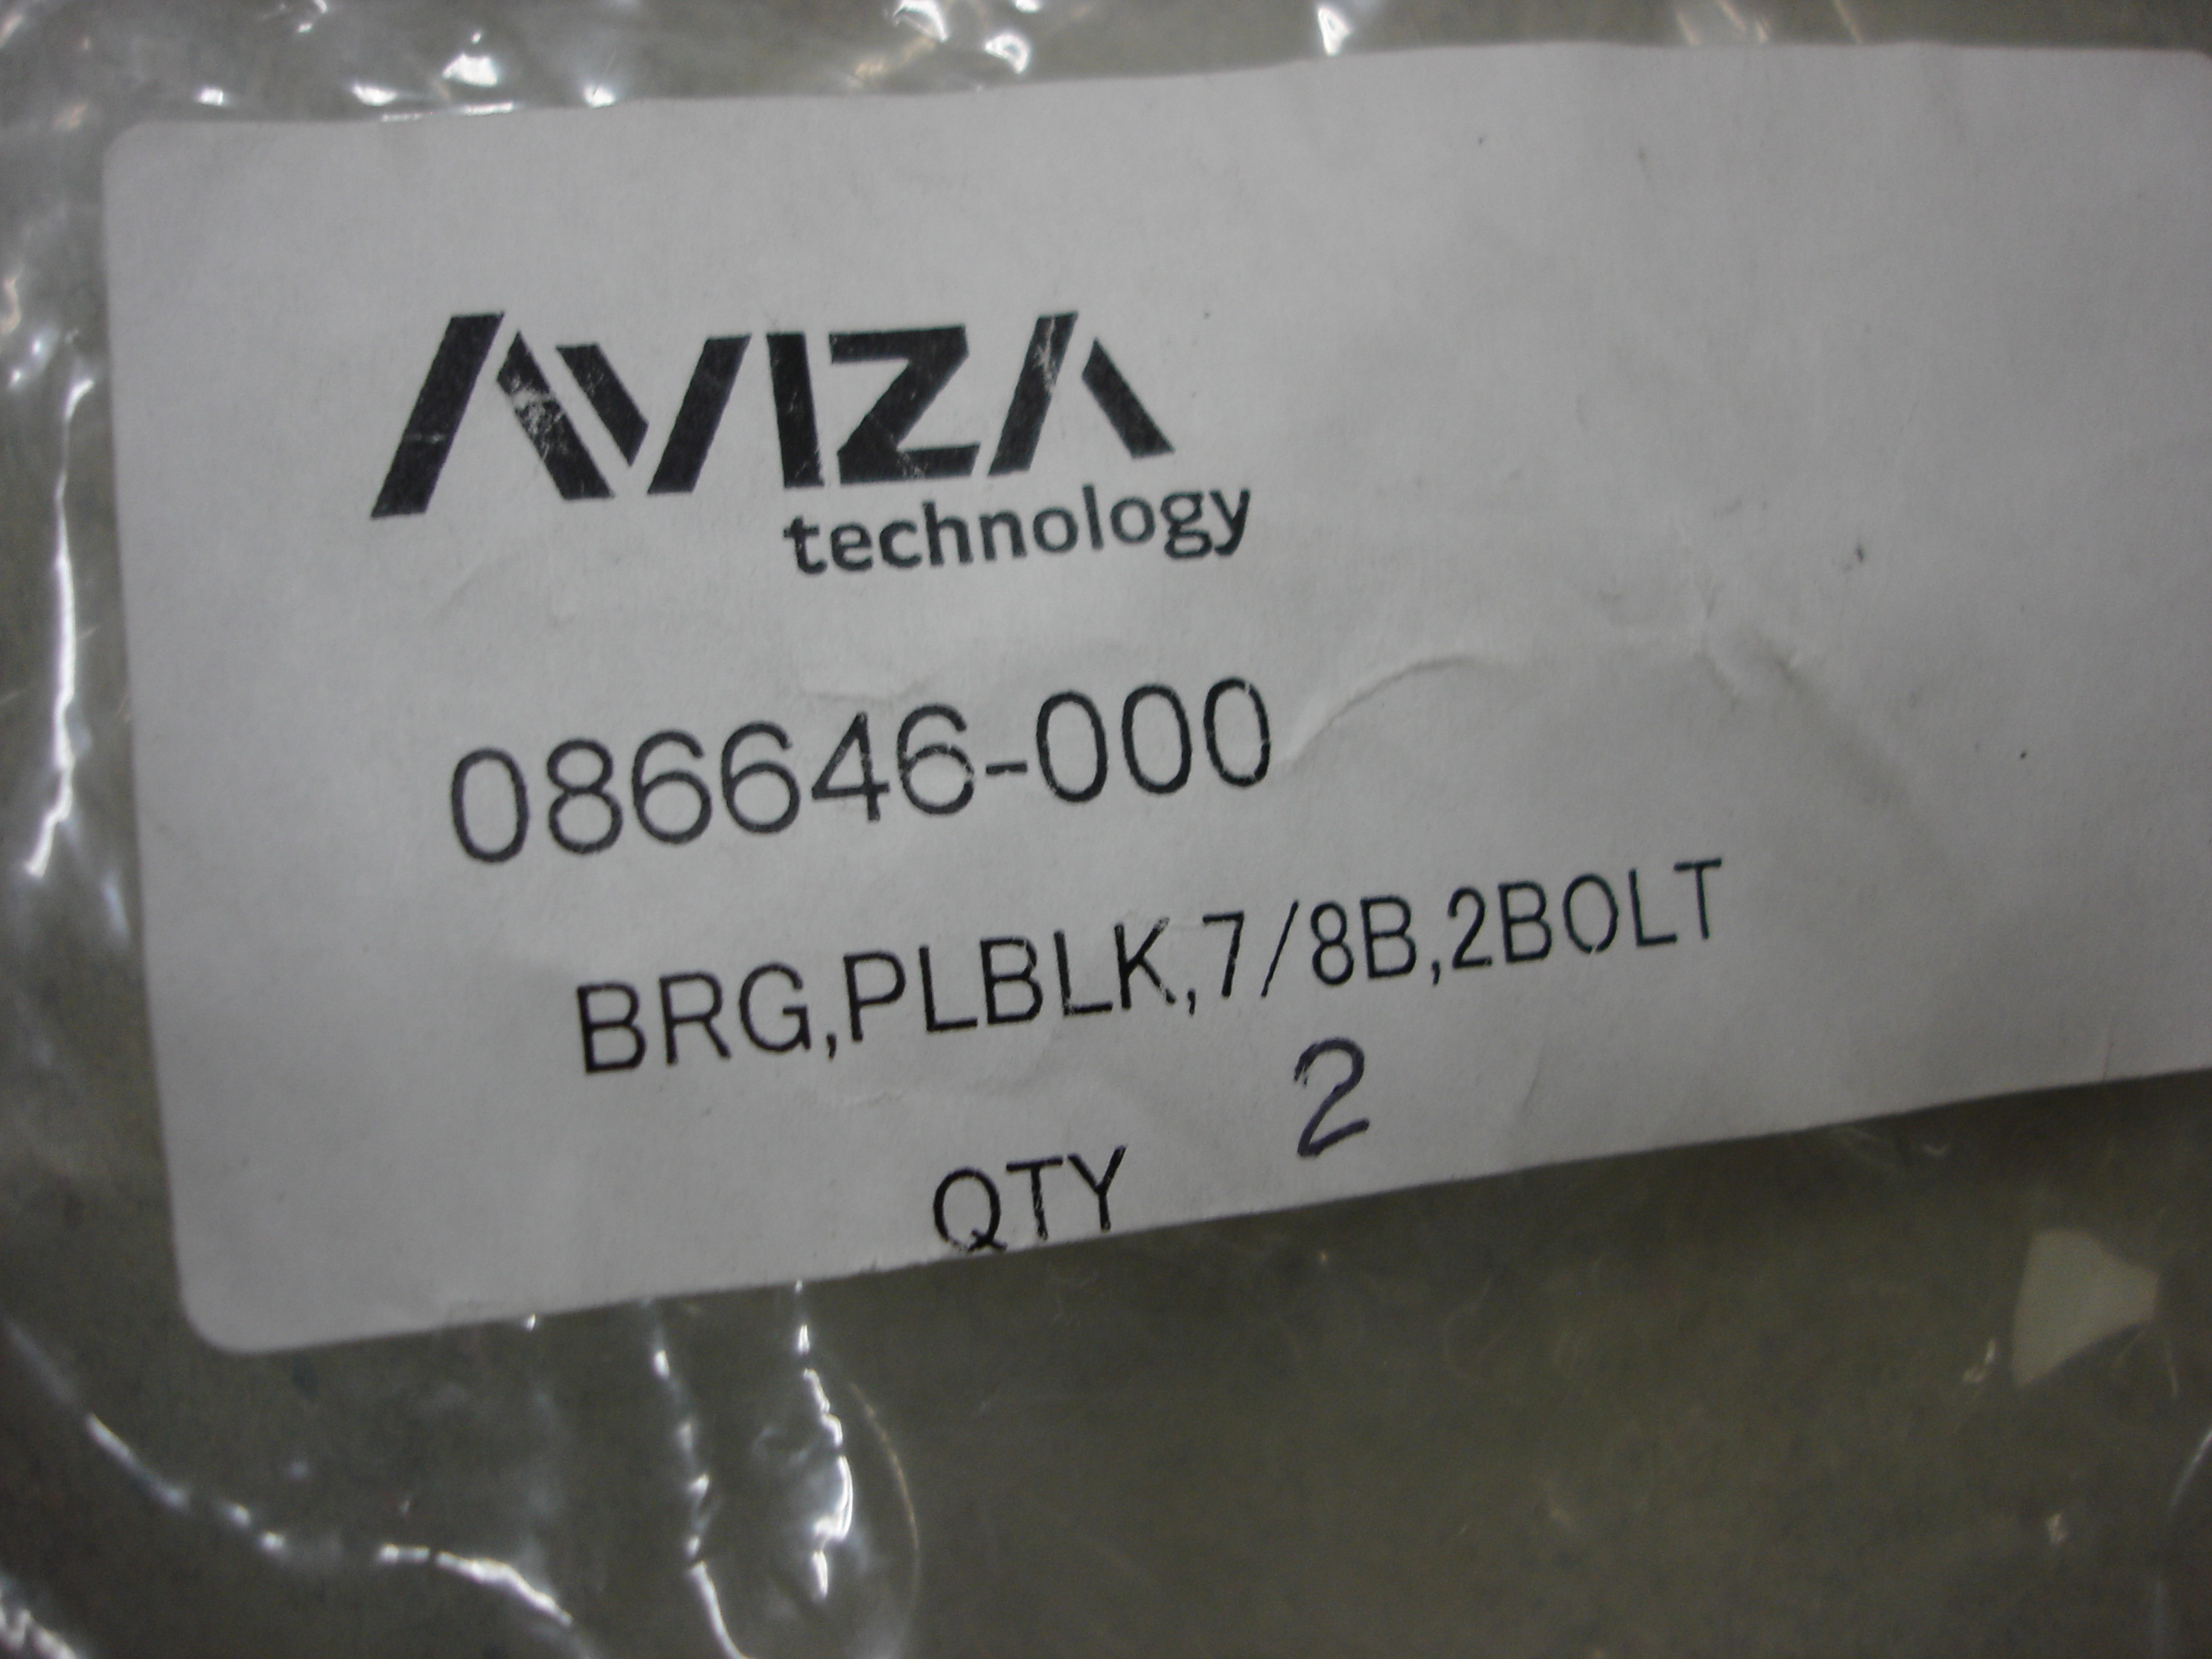 AVIZA
technology
086646-000
BRG,PLBLK,7/8B,2BOLT
QTY 2